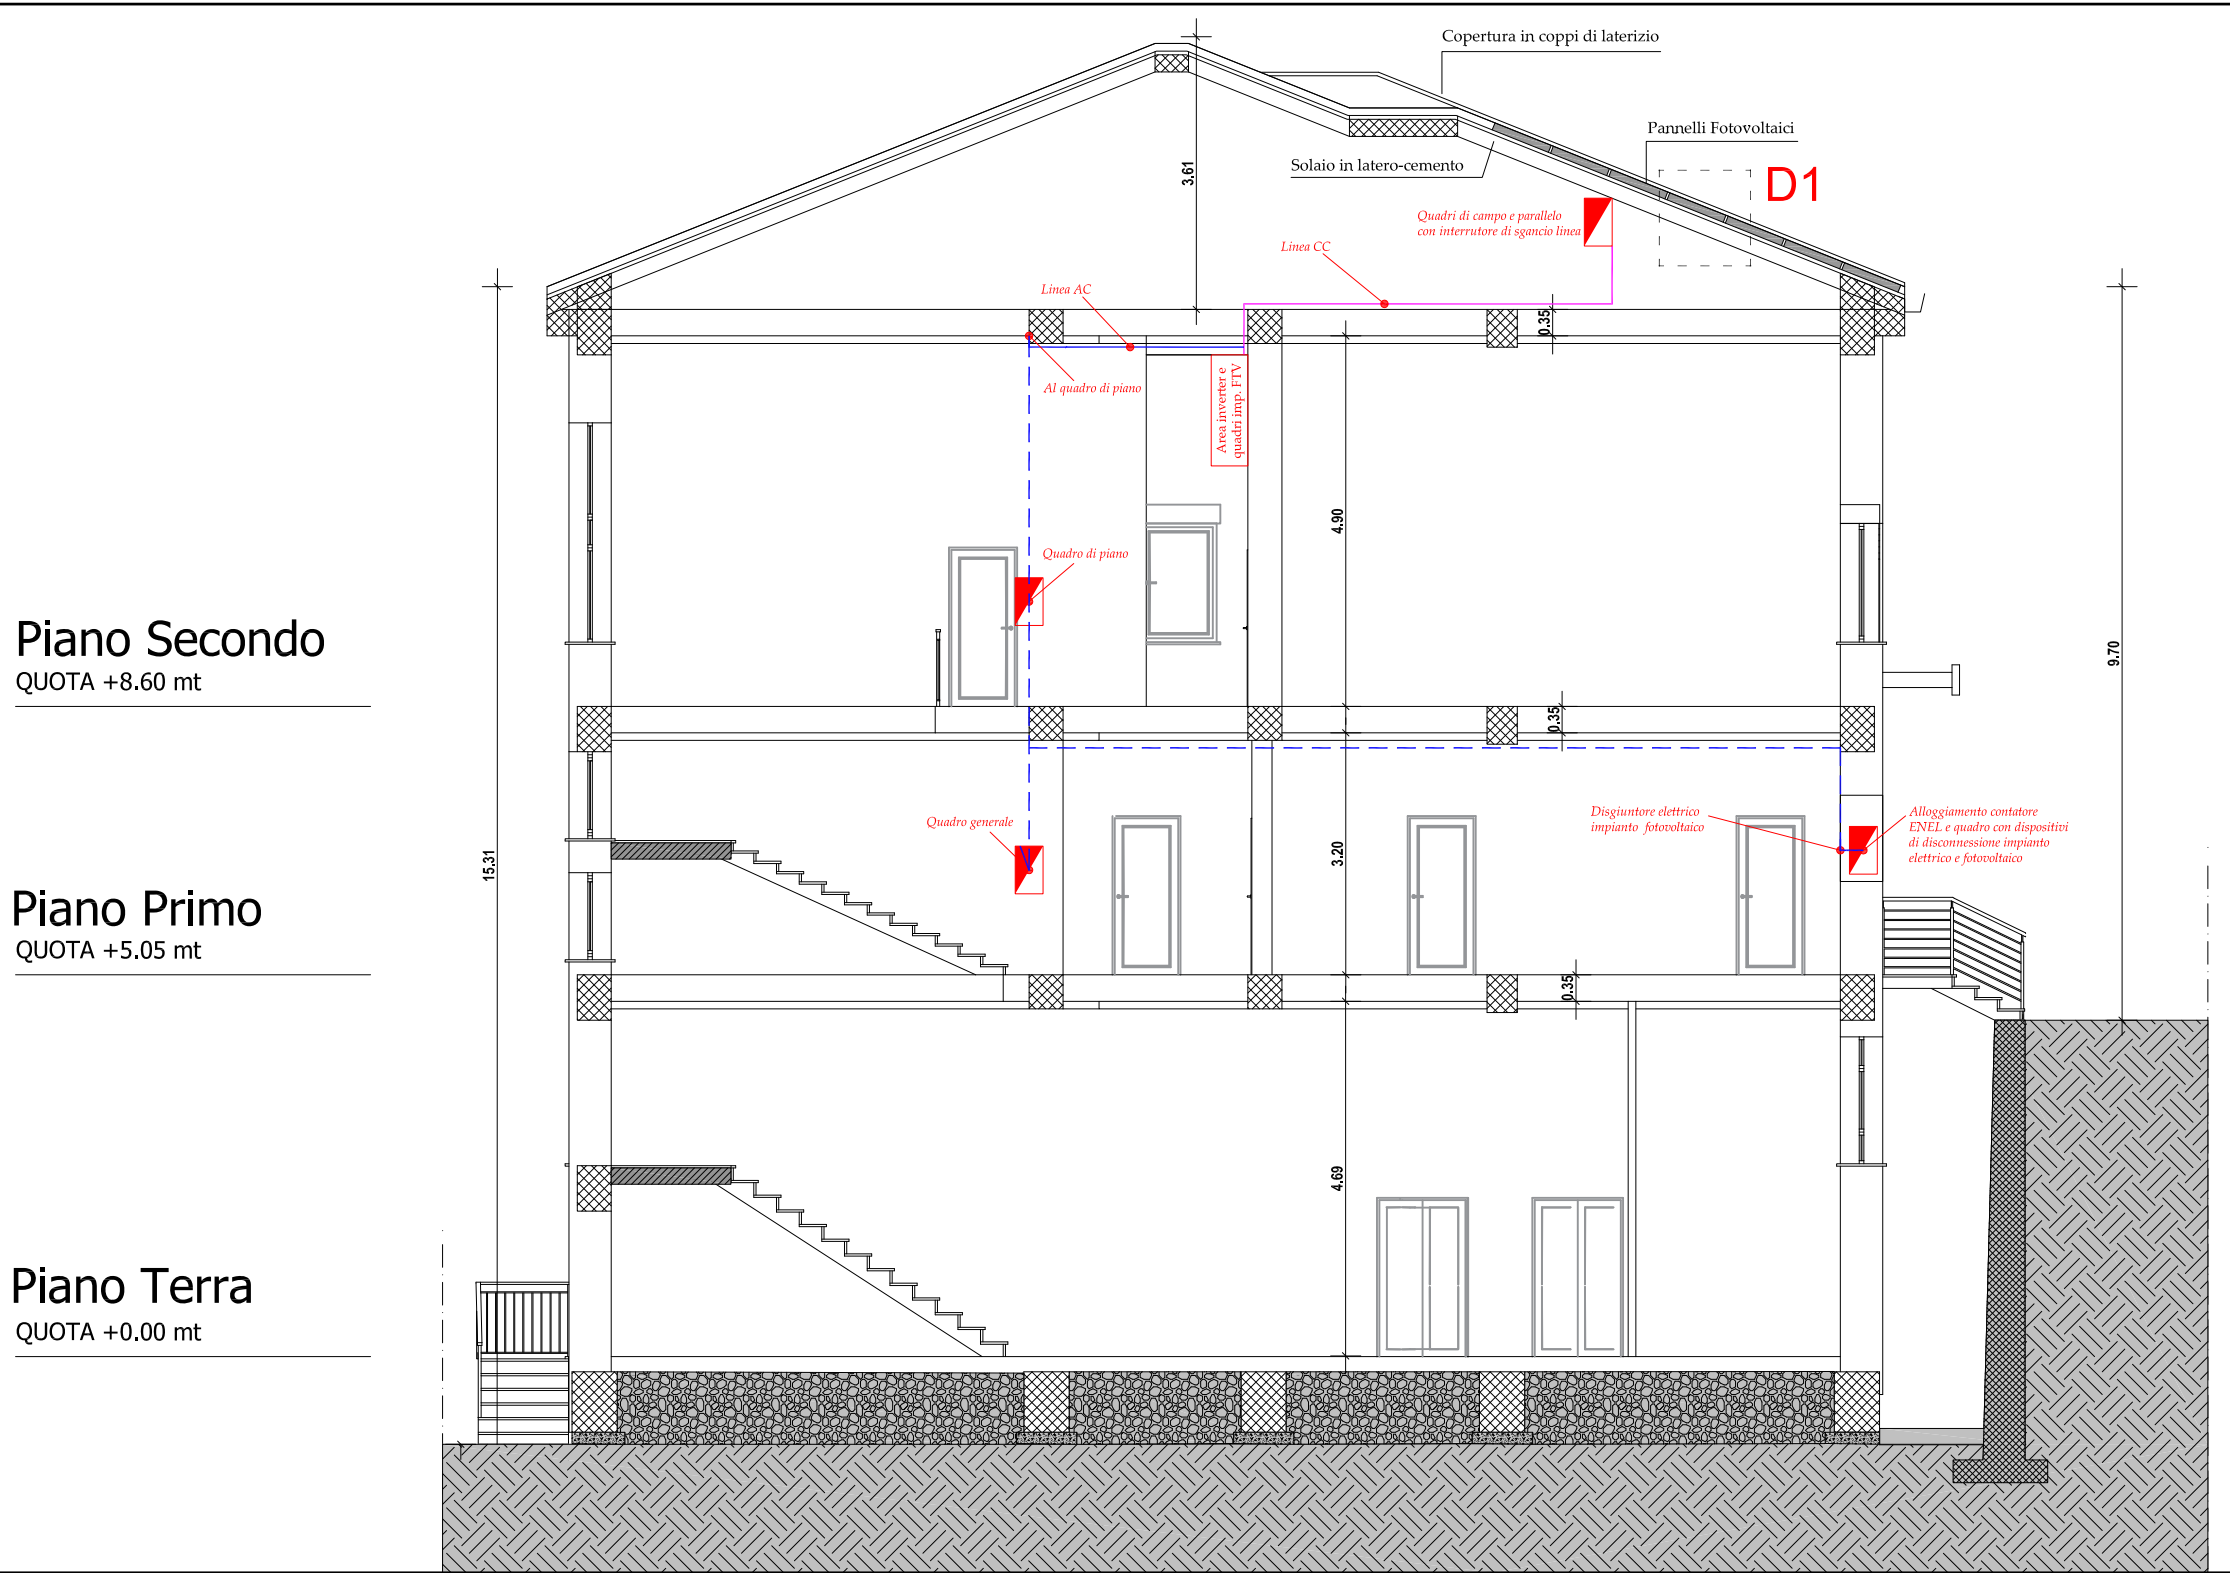 Copertura in coppi di laterizio
Pannelli Fotovoltaici
Solaio in latero-cemento
D1
3.61
Quadri di campo e parallelo
con interrutore di sgancio linea
Linea CC
Linea AC
0.35
Al quadro di piano
Area inverter e
quadri imp. FTV
4.90
Quadro di piano
Piano Secondo
QUOTA +8.60 mt
9.70
0.35
Quadro generale
Disgiuntore elettrico
impianto fotovoltaico
Alloggiamento contatore
ENEL e quadro con dispositivi
di disconnessione impianto
elettrico e fotovoltaico
15.31
3.20
Piano Primo
QUOTA +5.05 mt
0.35
4.69
Piano Terra
QUOTA +0.00 mt